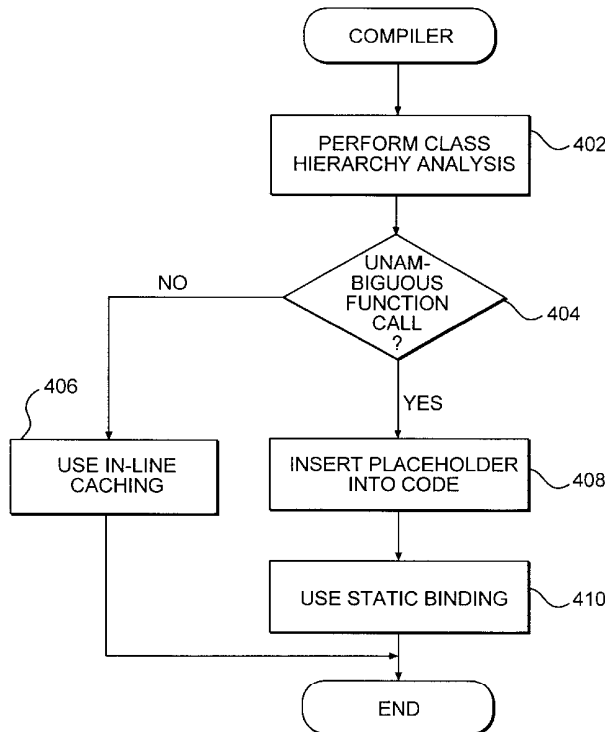 COMPILER
PERFORM CLASS
HIERARCHY ANALYSIS
402
UNAM-
BIGUOUS
FUNCTION
CALL
?
404
NO
YES
406
USE IN-LINE
CACHING
INSERT PLACEHOLDER
INTO CODE
408
USE STATIC BINDING
410
END